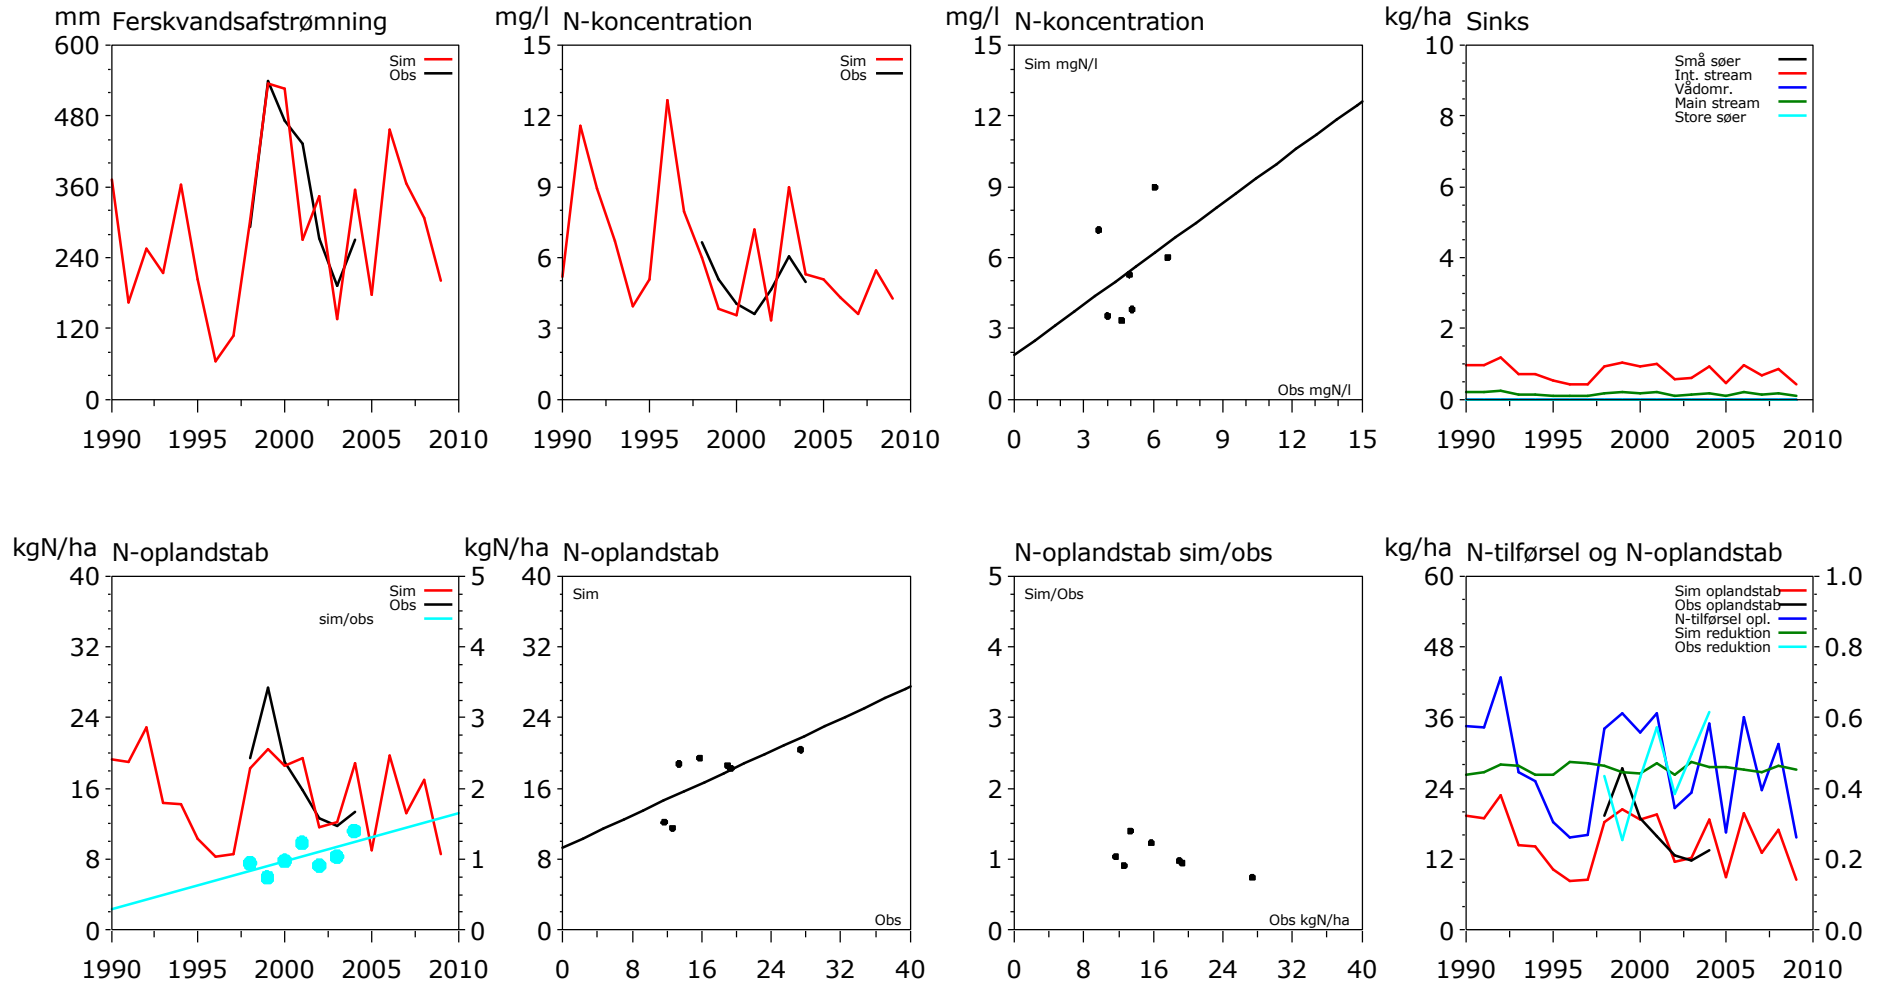 mm Ferskvandsafstrømning
600
480
360
240
120
0
1990 1995 2000 2005 2010
Sim
Obs
mg/l N-koncentration
15
12
9
6
3
0
1990 1995 2000 2005 2010
Sim
Obs
mg/l N-koncentration
15
12
9
6
3
0
0 3 6 9 12 15
Sim mgN/l
Obs mgN/l
kg/ha Sinks
10
8
6
4
2
0
1990 1995 2000 2005 2010
Små søer
Int. stream
Vådomr.
Main stream
Store søer
kgN/ha N-oplandstab
40
32
24
16
8
0
1990 1995 2000 2005 2010
Sim
Obs
sim/obs
5
4
3
2
1
0
kgN/ha N-oplandstab
40
32
24
16
8
0
0 8 16 24 32 40
Sim
Obs
N-oplandstab sim/obs
5
4
3
2
1
0
0 8 16 24 32 40
Sim/Obs
Obs kgN/ha
kg/ha N-tilførsel og N-oplandstab
60
48
36
24
12
0
1990 1995 2000 2005 2010
Sim oplandstab
Obs oplandstab
N-tilførsel opl.
Sim reduktion
Obs reduktion
1.0
0.8
0.6
0.4
0.2
0.0